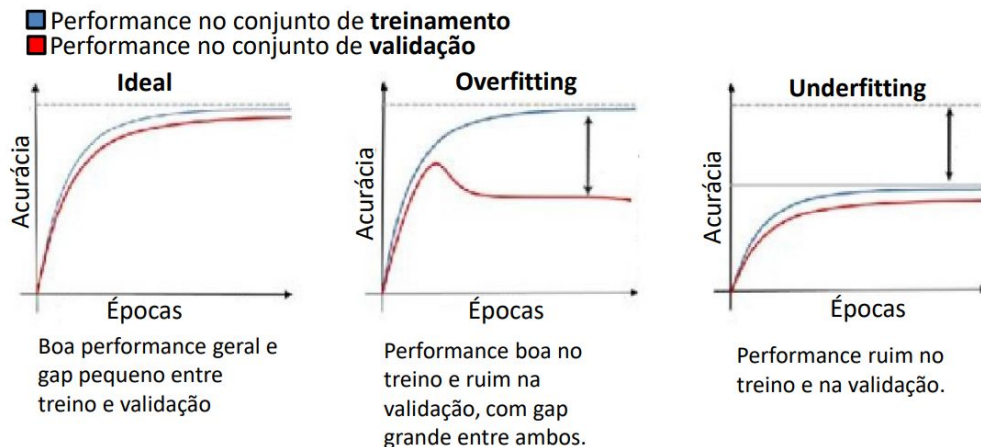 Performance no conjunto de treinamento
Performance no conjunto de validação
Ideal
Acurácia
Épocas
Boa performance geral e
gap pequeno entre
treino e validação
Overfitting
Acurácia
Épocas
Performance boa no
treino e ruim na
validação, com gap
grande entre ambos.
Underfitting
Acurácia
Épocas
Performance ruim no
treino e na validação.